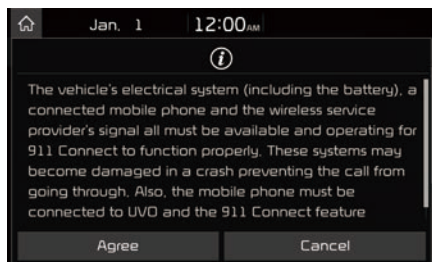 Jan. 1 12:00AM
The vehicle's electrical system (including the battery), a
connected mobile phone and the wireless service
provider's signal all must be available and operating for
911 Connect to function properly. These systems may
become damaged in a crash preventing the call from
going through. Also, the mobile phone must be
connected to UVO and the 911 Connect feature
Agree Cancel